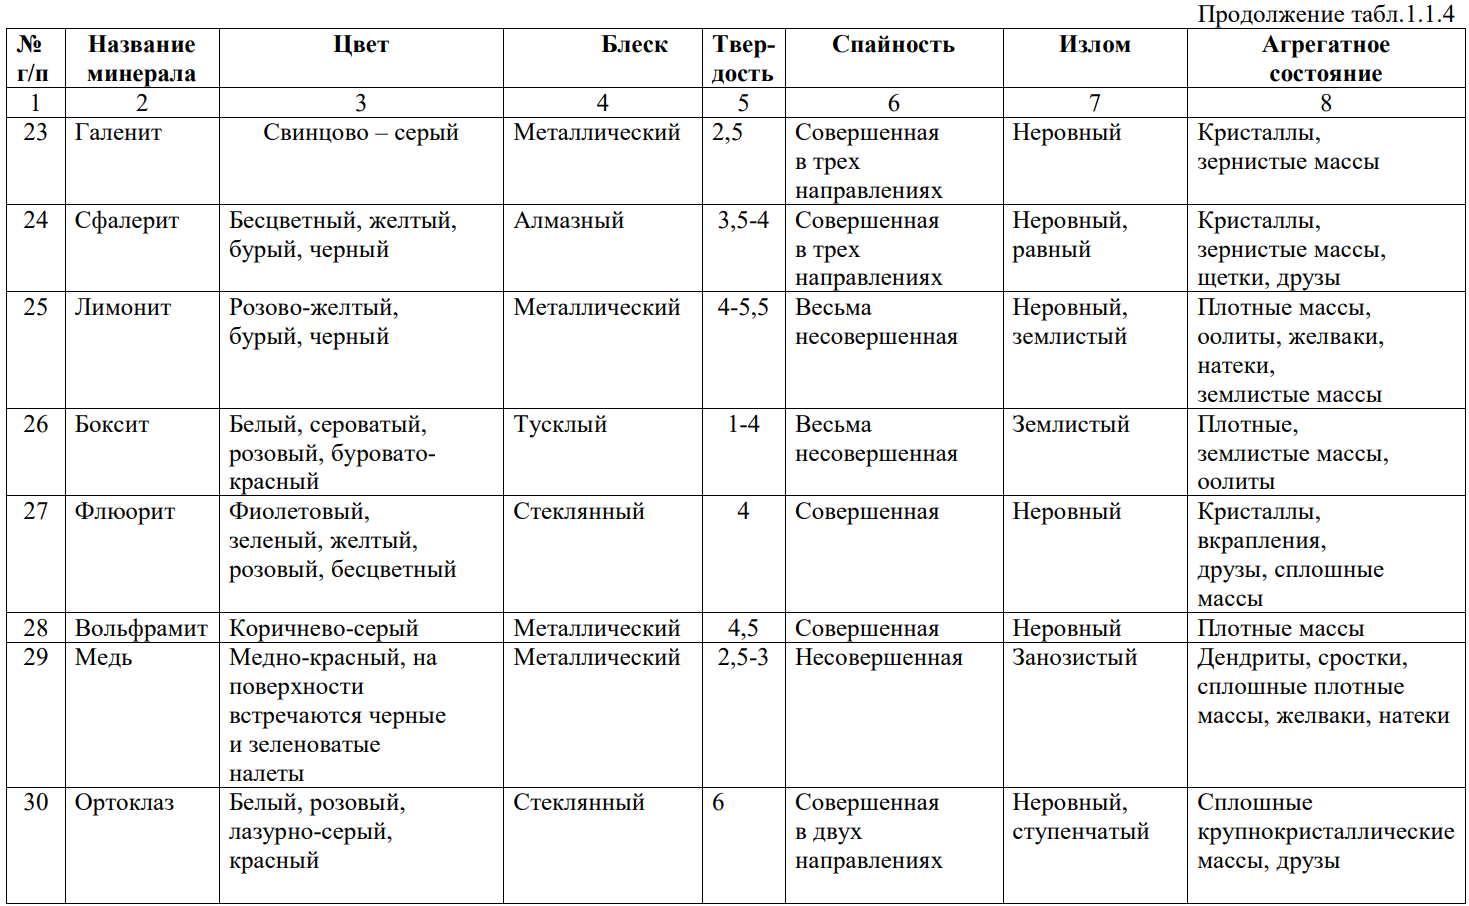 Продолжение табл.1.1.4
№ г/п | Название минерала | Цвет | Блеск | Твер-дость | Спайность | Излом | Агрегатное состояние
1 | 2 | 3 | 4 | 5 | 6 | 7 | 8
23 Галенит Свинцово – серый Металлический 2,5 Совершенная Неровный Кристаллы,
в трех зернистые массы
направлениях
24 Сфалерит Бесцветный, желтый, Алмазный 3,5-4 Совершенная Неровный, Кристаллы,
бурый, черный в трех равный зернистые массы,
направлениях щетки, друзы
25 Лимонит Розово-желтый, Металлический 4-5,5 Весьма Неровный, Плотные массы,
бурый, черный несовершенная землистый оолиты, желваки,
натеки,
землистые массы
26 Боксит Белый, сероватый, Тусклый 1-4 Весьма Землистый Плотные,
розовый, буровато- несовершенная землистые массы,
красный оолиты
27 Флюорит Фиолетовый, Стеклянный 4 Совершенная Неровный Кристаллы,
зеленый, желтый, вкрапления,
розовый, бесцветный друзы, сплошные
массы
28 Вольфрамит Коричнево-серый Металлический 4,5 Совершенная Неровный Плотные массы
29 Медь Медно-красный, на Металлический 2,5-3 Несовершенная Занозистый Дендриты, сростки,
поверхности сплошные плотные
встречаются черные массы, желваки, натеки
и зеленоватые
налеты
30 Ортоклаз Белый, розовый, Стеклянный 6 Совершенная Неровный, Сплошные
лазурно-серый, в двух ступенчатый крупнокристаллические
красный направлениях массы, друзы